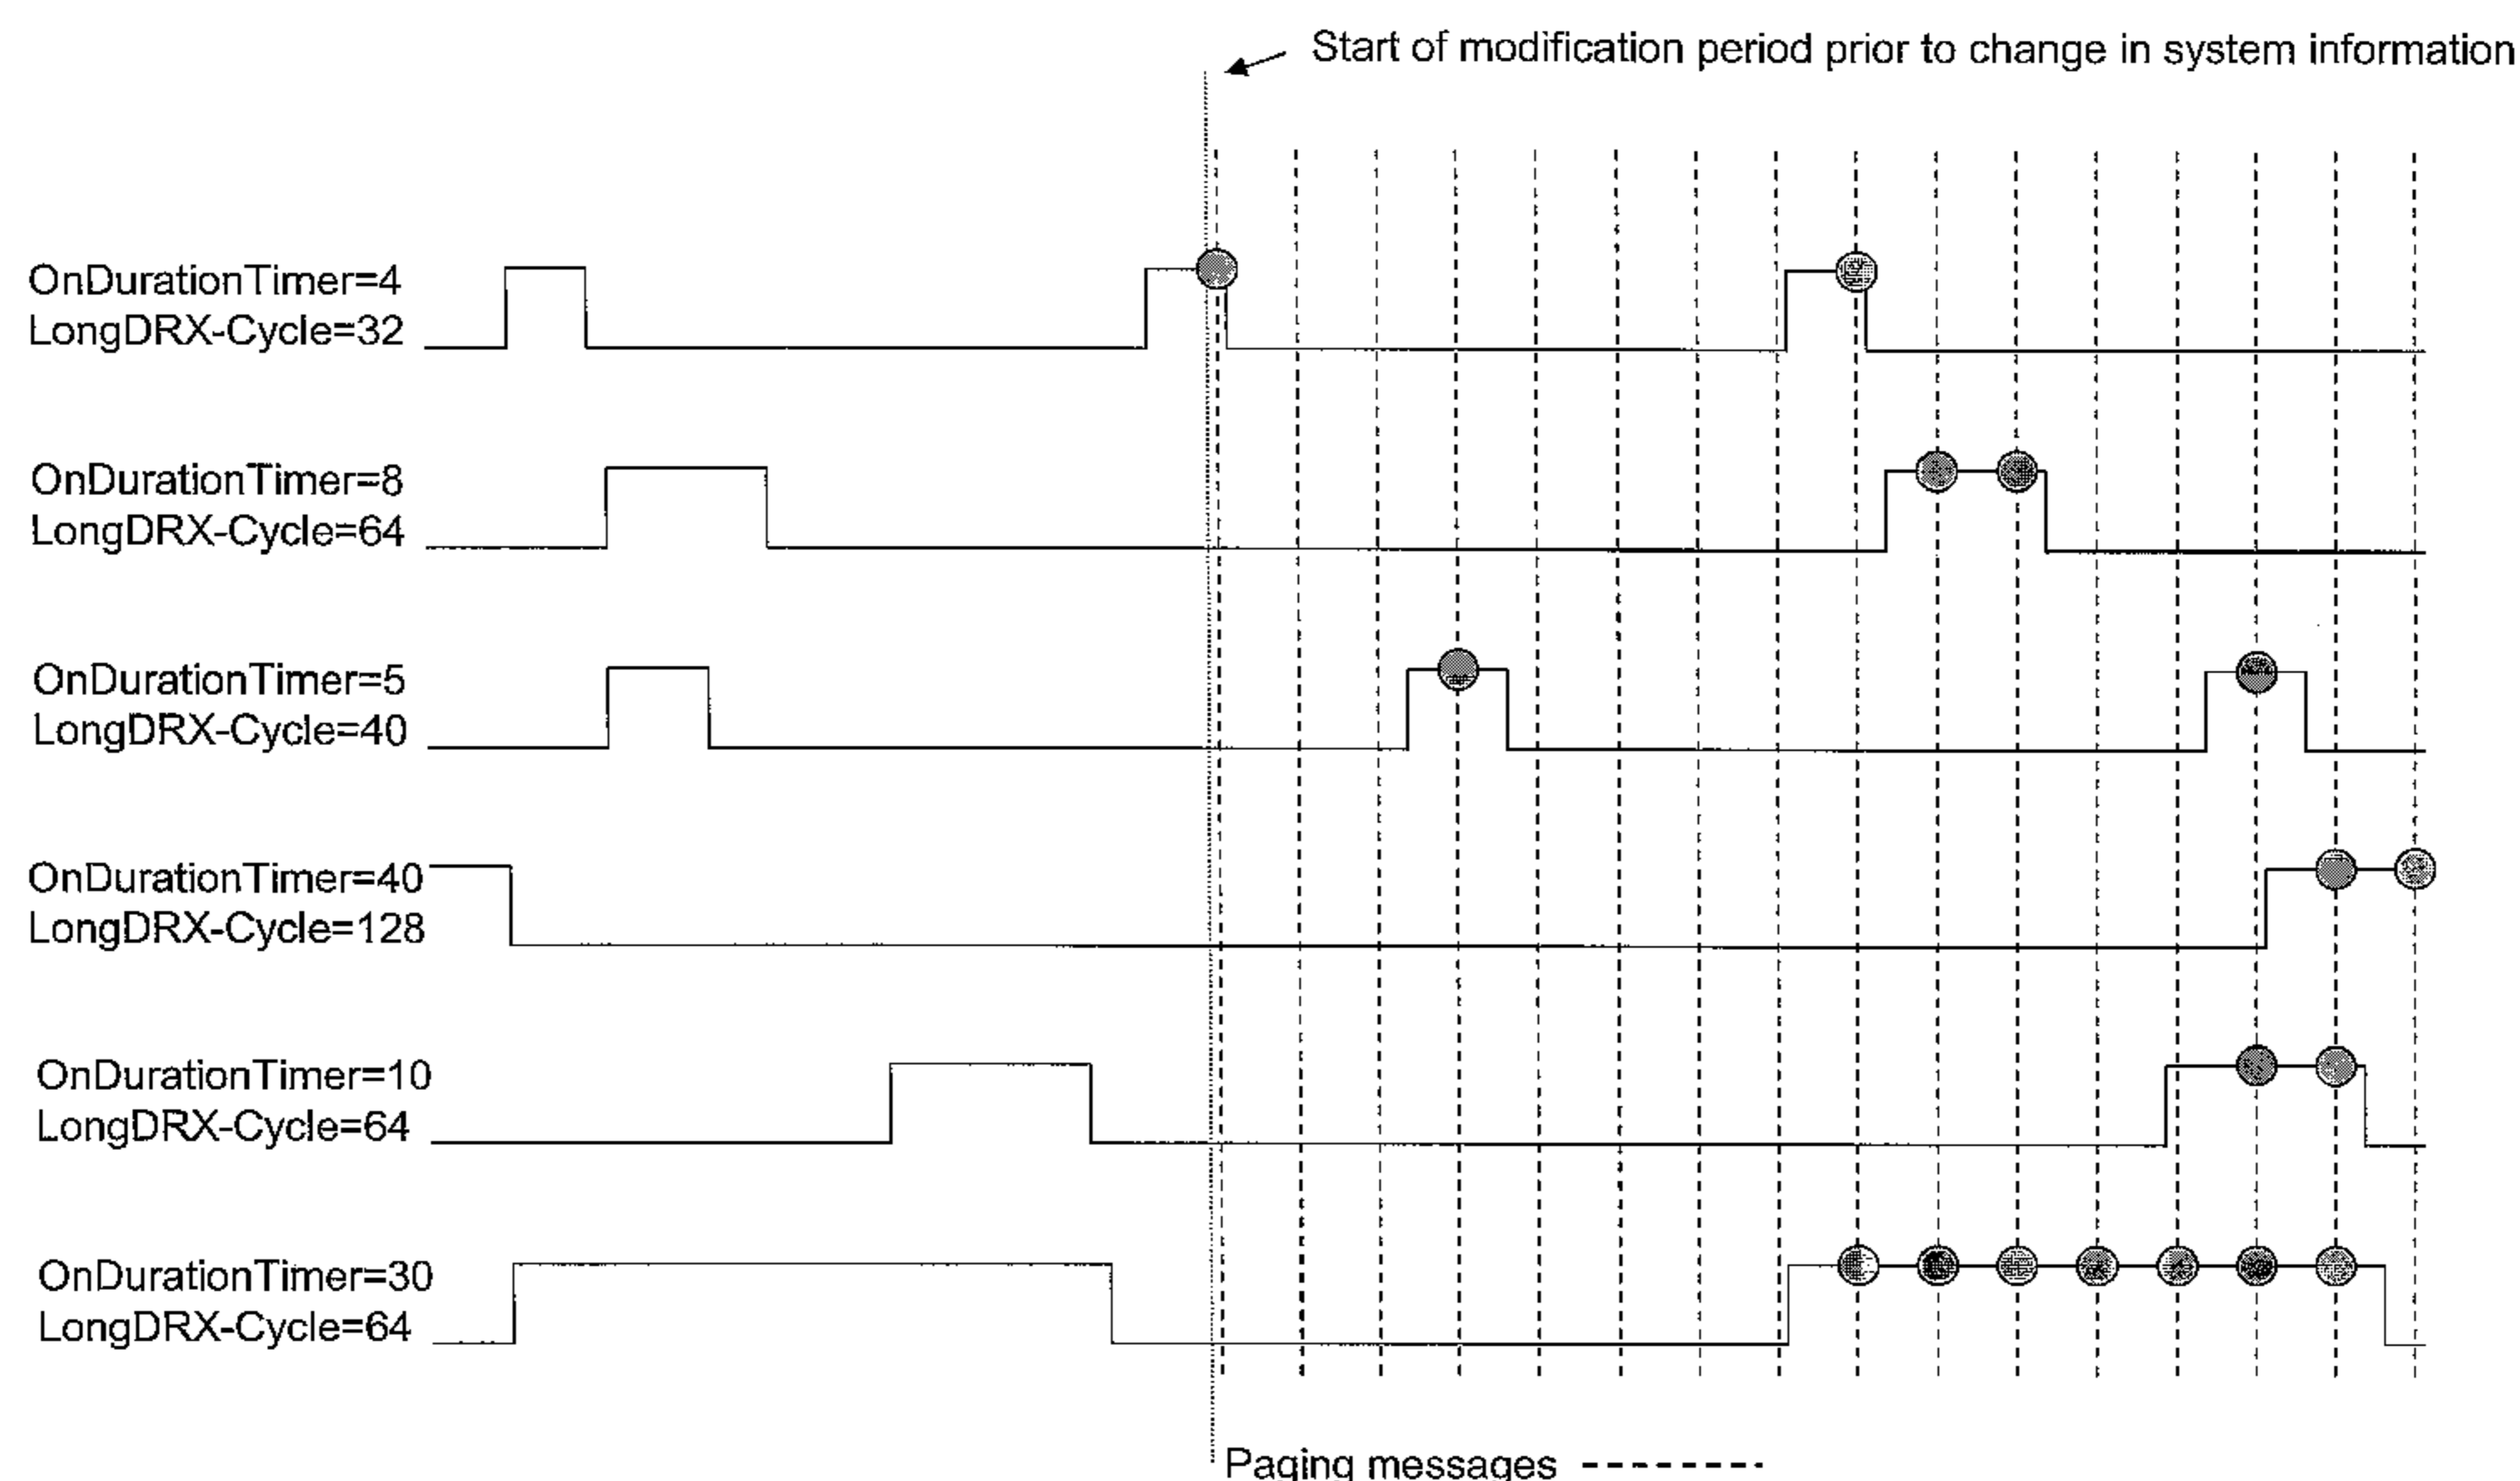 Start of modification period prior to change in system information
OnDurationTimer=4
LongDRX-Cycle=32
OnDurationTimer=8
LongDRX-Cycle=64
OnDurationTimer=5
LongDRX-Cycle=40
OnDurationTimer=40
LongDRX-Cycle=128
OnDurationTimer=10
LongDRX-Cycle=64
OnDurationTimer=30
LongDRX-Cycle=64
Paging messages